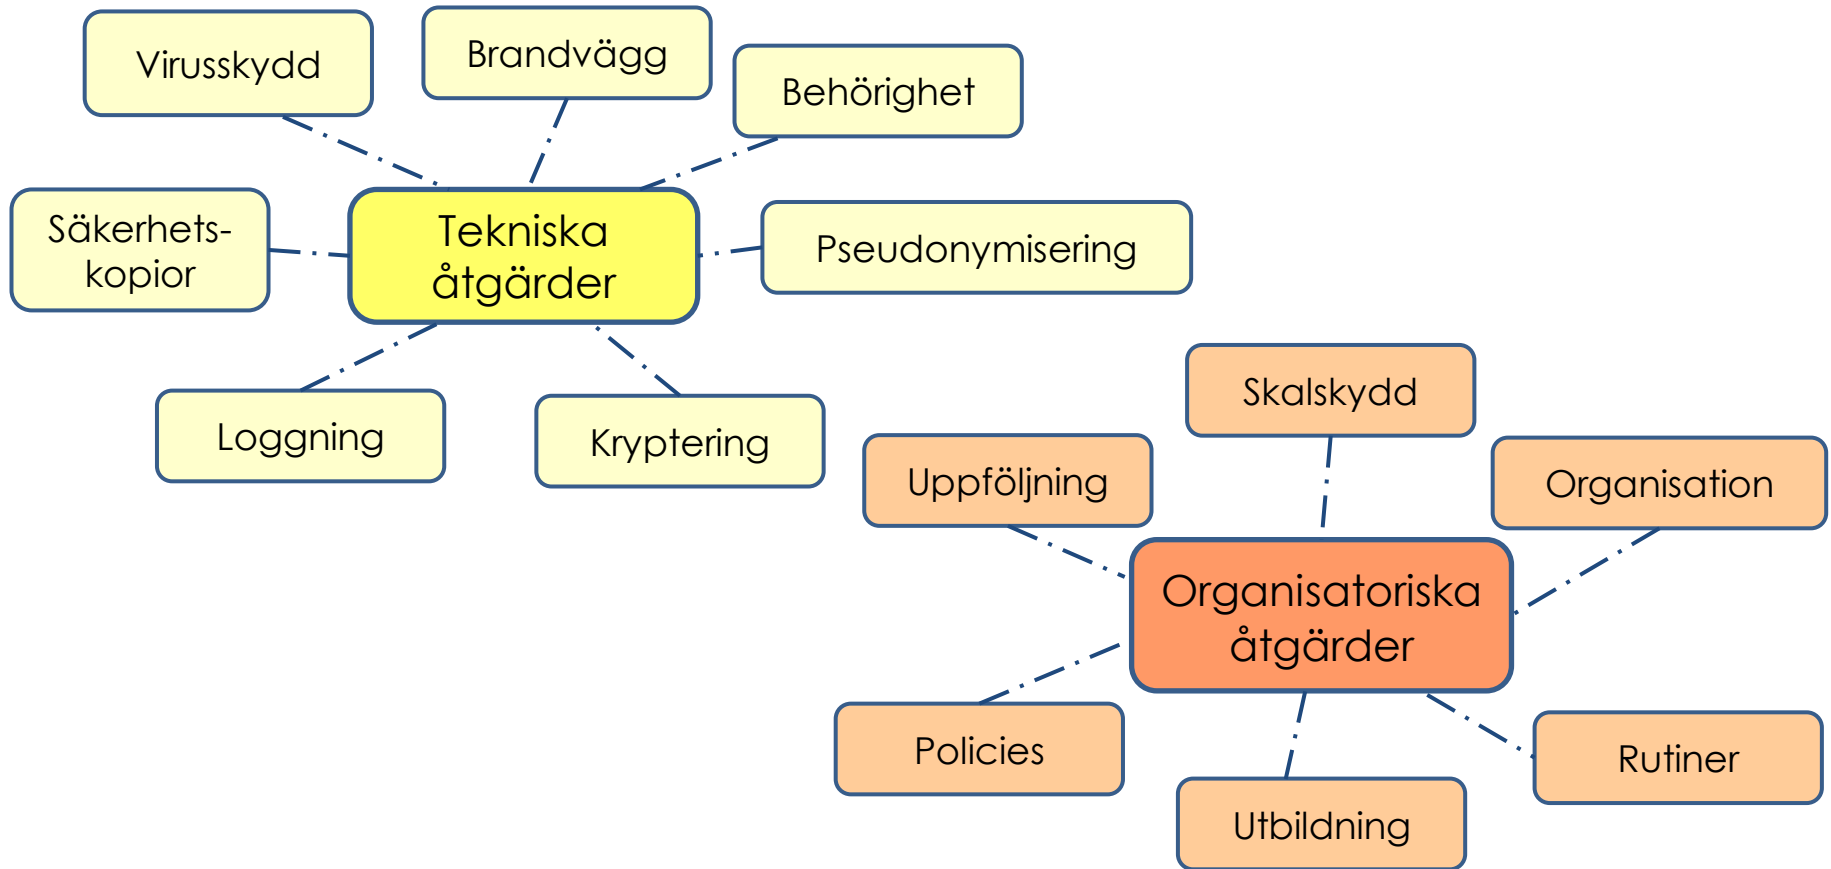 Virusskydd
Brandvägg
Behörighet
Säkerhets-
kopior
Tekniska
åtgärder
Pseudonymisering
Loggning
Kryptering
Skalskydd
Uppföljning
Organisation
Organisatoriska
åtgärder
Policies
Rutiner
Utbildning